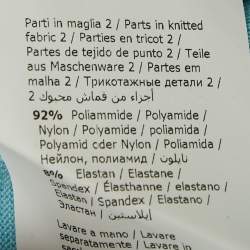 Parti in maglia 2 / Parts in knitted
fabric 2 / Parties en tricot 2 /
Partes de tejido de punto 2 / Teile
aus Maschenware 2 / Partes em
malha 2 / Трикотажные детали 2 /
أجزاء من قماش محبوك 2
92% Poliammide / Polyamide /
Nylon / Polyamide / poliamida /
Polyamid oder Nylon / Poliamida /
Нейлон, полиамид / نايلون
8% Elastan / Elastane /
Spandex / Élasthanne / elastano /
Elastan / Spandex / Elastano /
Эластан / إيلاستين
Lavare a mano / Lavare
separatamente / Lavare in